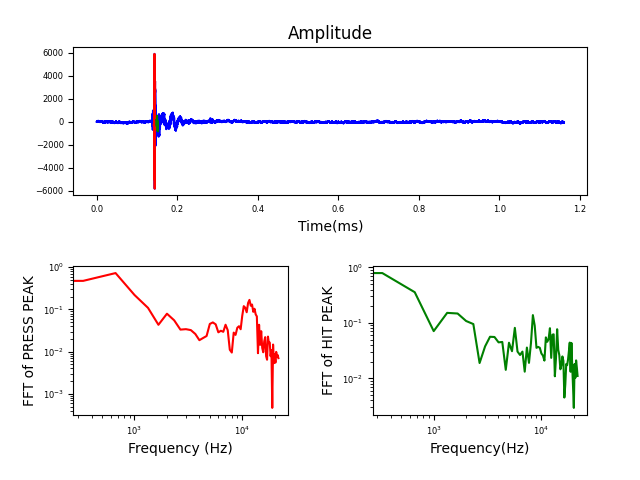 Amplitude
6000
4000
2000
0
−2000
−4000
−6000
0.0 0.2 0.4 0.6 0.8 1.0 1.2
Time(ms)
FFT of PRESS PEAK
10⁰
10⁻¹
10⁻²
10⁻³
10³ 10⁴
Frequency (Hz)
FFT of HIT PEAK
10⁰
10⁻¹
10⁻²
10³ 10⁴
Frequency(Hz)